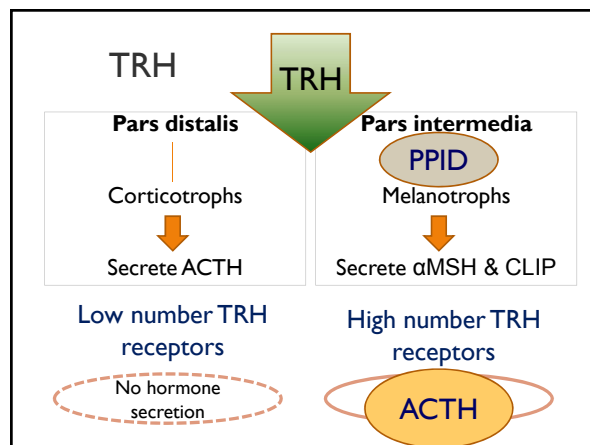 TRH
TRH
Pars distalis
Corticotrophs
Secrete ACTH
Low number TRH
receptors
No hormone
secretion
Pars intermedia
PPID
Melanotrophs
Secrete αMSH & CLIP
High number TRH
receptors
ACTH